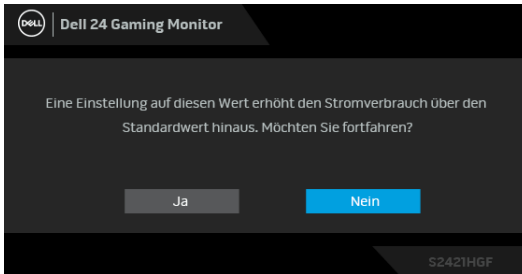 DELL
Dell 24 Gaming Monitor
Eine Einstellung auf diesen Wert erhöht den Stromverbrauch über den
Standardwert hinaus. Möchten Sie fortfahren?
Ja
Nein
S2421HGF